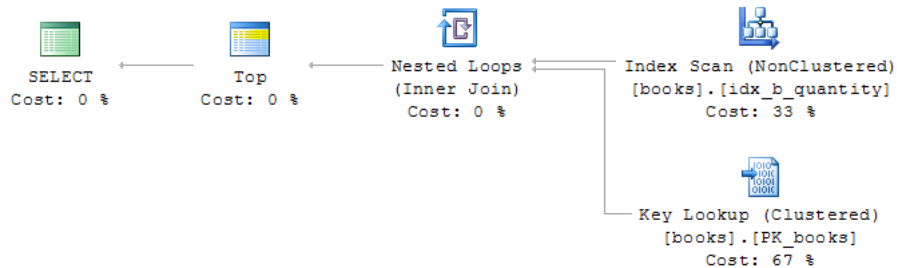 SELECT
Cost: 0 %
Top
Cost: 0 %
Nested Loops
(Inner Join)
Cost: 0 %
Index Scan (NonClustered)
[books].[idx_b_quantity]
Cost: 33 %
Key Lookup (Clustered)
[books].[PK_books]
Cost: 67 %